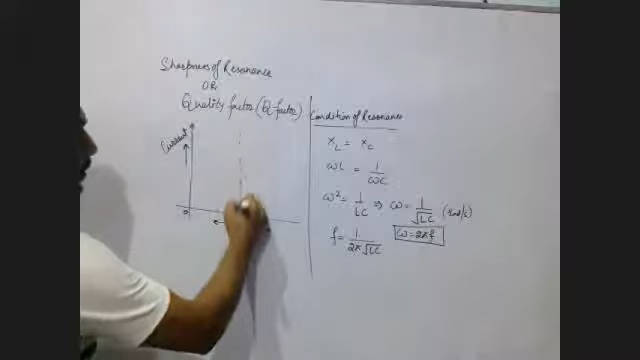 Sharpness of Resonance
OR
Quality factor (Q-factor)
Current
0
Condition of Resonance
X_L = X_C
ωL = 1/ωC
ω² = 1/LC ⇒ ω = 1/√LC (rad/s)
f = 1/2π√LC
ω = 2πf